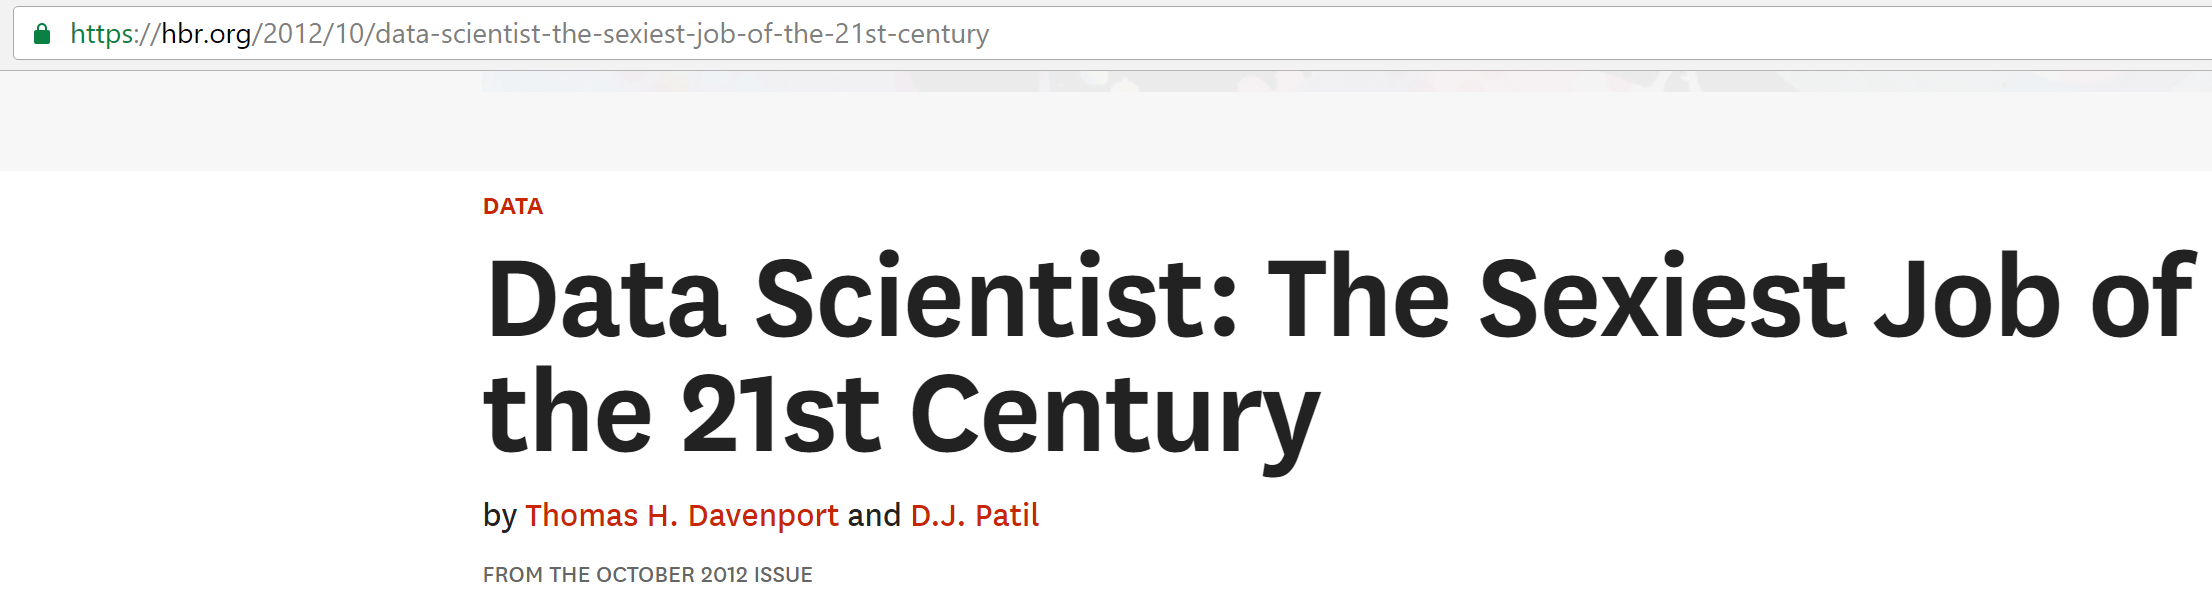 https://hbr.org/2012/10/data-scientist-the-sexiest-job-of-the-21st-century
DATA
Data Scientist: The Sexiest Job of
the 21st Century
by Thomas H. Davenport and D.J. Patil
FROM THE OCTOBER 2012 ISSUE